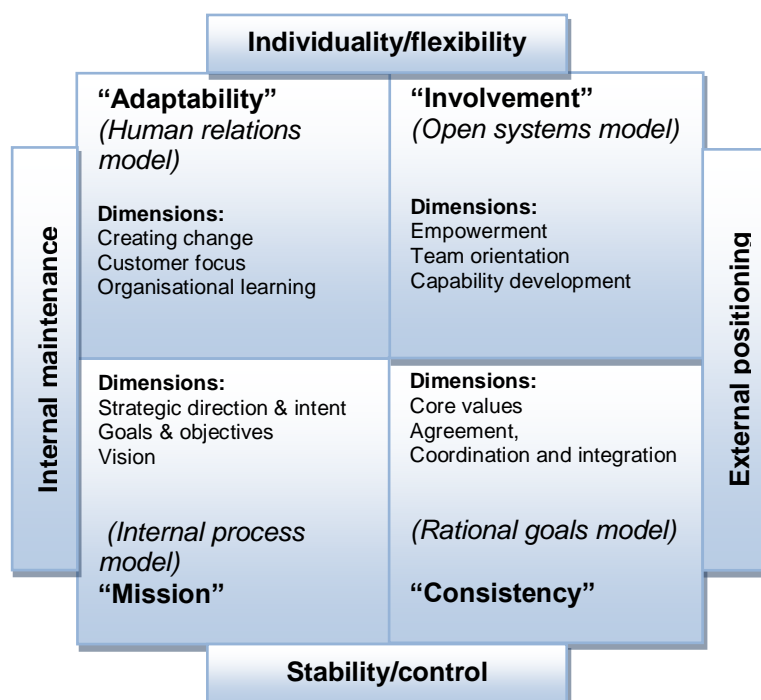 Individuality/flexibility
“Adaptability”
(Human relations
model)
Dimensions:
Creating change
Customer focus
Organisational learning
“Involvement”
(Open systems model)
Dimensions:
Empowerment
Team orientation
Capability development
Internal maintenance
External positioning
Dimensions:
Strategic direction & intent
Goals & objectives
Vision
(Internal process
model)
“Mission”
Dimensions:
Core values
Agreement,
Coordination and integration
(Rational goals model)
“Consistency”
Stability/control